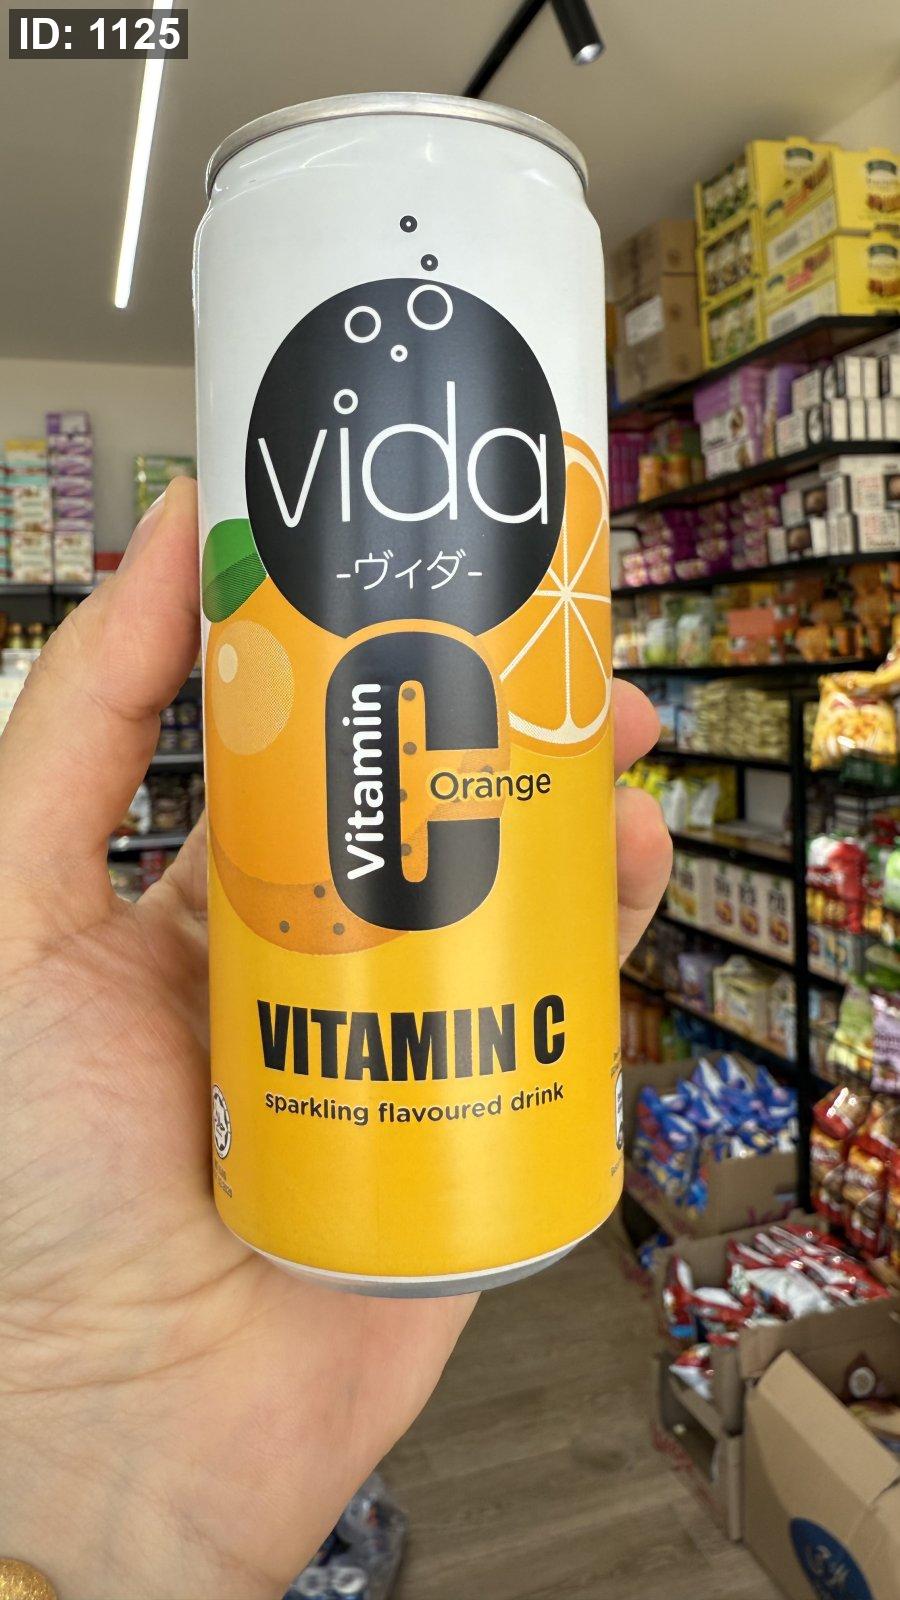 ID: 1125
vida
-ヴィダ-
Vitamin
C
Orange
VITAMIN C
sparkling flavoured drink